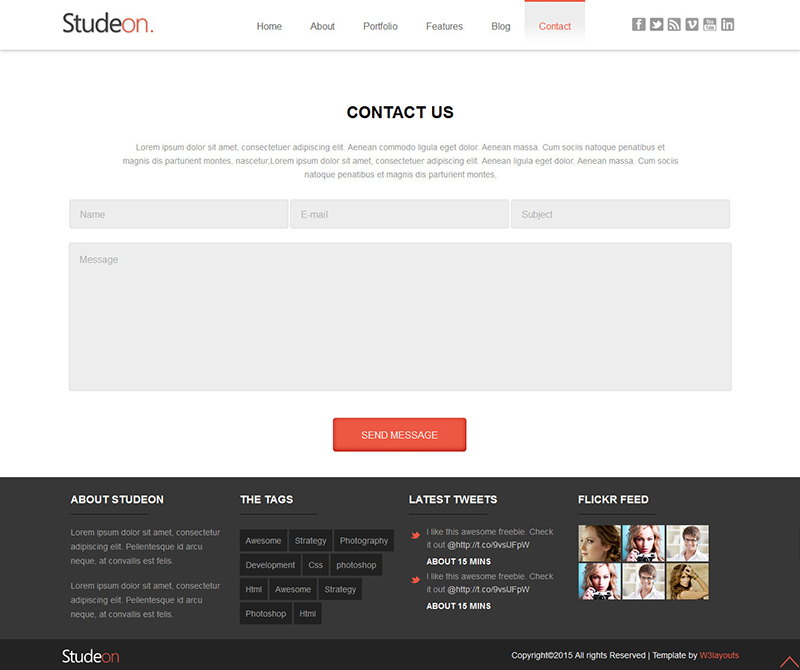 Studeon.
Home About Portfolio Features Blog Contact
You Tube
CONTACT US
Lorem ipsum dolor sit amet, consectetuer adipiscing elit. Aenean commodo ligula eget dolor. Aenean massa. Cum sociis natoque penatibus et
magnis dis parturient montes, nascetur,Lorem ipsum dolor sit amet, consectetuer adipiscing elit. Aenean ligula eget dolor. Aenean massa. Cum sociis
natoque penatibus et magnis dis parturient montes.
Name E-mail Subject
Message
SEND MESSAGE
ABOUT STUDEON
Lorem ipsum dolor sit amet, consectetur
adipiscing elit. Pellentesque id arcu
neque, at convallis est felis.
Lorem ipsum dolor sit amet, consectetur
adipiscing elit. Pellentesque id arcu
neque, at convallis est felis.
THE TAGS
Awesome Strategy Photography
Development Css photoshop
Html Awesome Strategy
Photoshop Html
LATEST TWEETS
I like this awesome freebie. Check
it out @http://t.co/9vslJFpW
ABOUT 15 MINS
I like this awesome freebie. Check
it out @http://t.co/9vslJFpW
ABOUT 15 MINS
FLICKR FEED
Studeon
Copyright©2015 All rights Reserved | Template by W3layouts